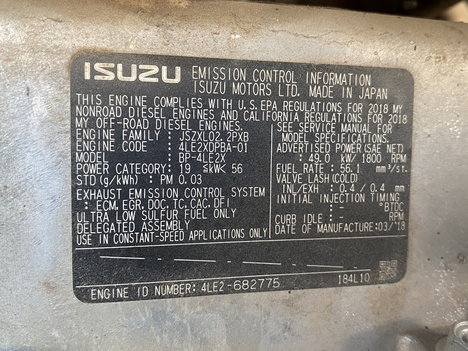 ISUZU EMISSION CONTROL INFORMATION
ISUZU MOTORS LTD. MADE IN JAPAN
THIS ENGINE COMPLIES WITH U.S. EPA REGULATIONS FOR 2018 MY
NONROAD DIESEL ENGINES AND CALIFORNIA REGULATIONS FOR 2018
MY OFF-ROAD DIESEL ENGINES.
ENGINE FAMILY : JSZXL02.2PXB
ENGINE CODE : 4LE2XDPBA-01
MODEL : BP-4LE2X
POWER CATEGORY : 19 ≦kW< 56
STD (g/kWh) : PM 0.03
EXHAUST EMISSION CONTROL SYSTEM
: ECM, EGR, DOC, TC, CAC, DFI
ULTRA LOW SULFUR FUEL ONLY
DELEGATED ASSEMBLY
USE IN CONSTANT-SPEED APPLICATIONS ONLY
SEE SERVICE MANUAL FOR
MODEL SPECIFICATIONS.
ADVERTISED POWER (SAE NET)
: 49.0 kW/ 1800 RPM
FUEL RATE : 56.1 mm³/ST.
VALVE LASH(COLD)
INL/EXH : 0.4/0.4 mm
INITIAL INJECTION TIMING
: — °BTDC
CURB IDLE : — RPM
DATE OF MANUFACTURE:03/'18
ENGINE ID NUMBER: 4LE2-682775 184L10